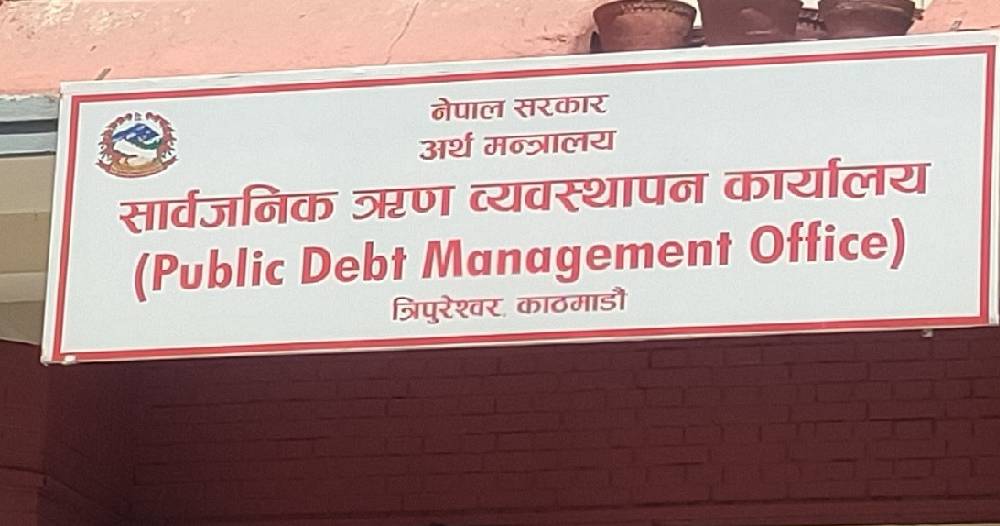 नेपाल सरकार
अर्थ मन्त्रालय
सार्वजनिक ऋण व्यवस्थापन कार्यालय
(Public Debt Management Office)
त्रिपुरेश्वर, काठमाडौं